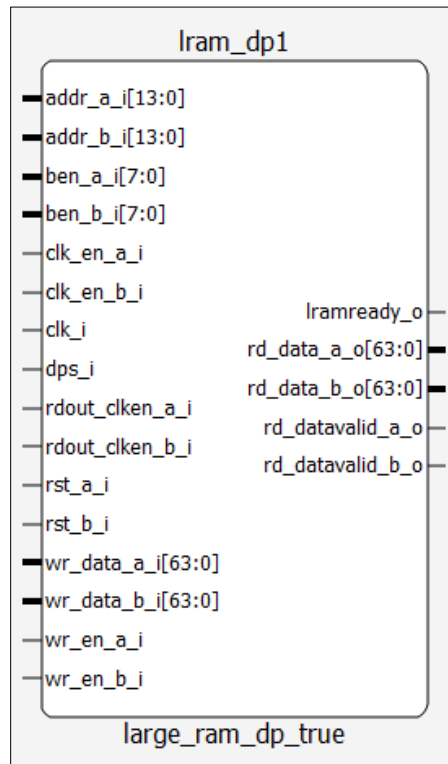 lram_dp1
addr_a_i[13:0]
addr_b_i[13:0]
ben_a_i[7:0]
ben_b_i[7:0]
clk_en_a_i
clk_en_b_i
clk_i
dps_i
rdout_clken_a_i
rdout_clken_b_i
rst_a_i
rst_b_i
wr_data_a_i[63:0]
wr_data_b_i[63:0]
wr_en_a_i
wr_en_b_i
lramready_o
rd_data_a_o[63:0]
rd_data_b_o[63:0]
rd_datavalid_a_o
rd_datavalid_b_o
large_ram_dp_true